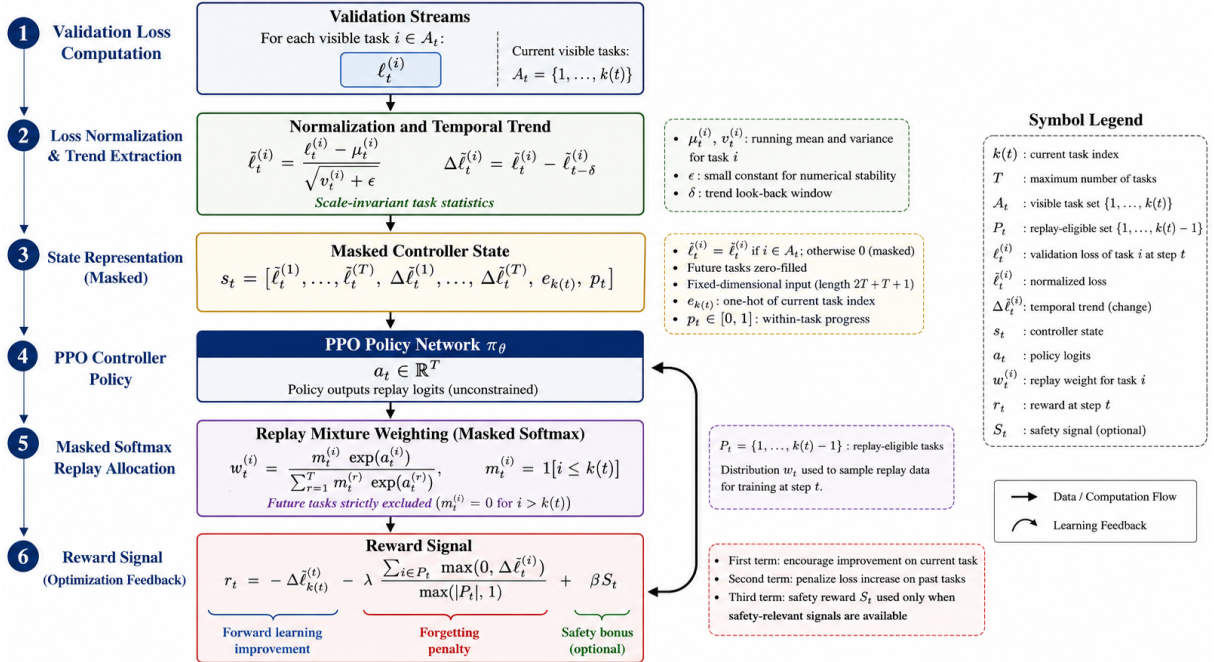 1
Validation Loss
Computation
Validation Streams
For each visible task i ∈ A_t:
ℓ_t^{(i)}
Current visible tasks:
A_t = {1, …, k(t)}
2
Loss Normalization
& Trend Extraction
Normalization and Temporal Trend
ℓ̃_t^{(i)} = (ℓ_t^{(i)} − μ_t^{(i)}) / √(v_t^{(i)} + ϵ)    Δℓ̃_t^{(i)} = ℓ̃_t^{(i)} − ℓ̃_{t−δ}^{(i)}
Scale-invariant task statistics
• μ_t^{(i)}, v_t^{(i)}: running mean and variance
for task i
• ϵ : small constant for numerical stability
• δ : trend look-back window
3
State Representation
(Masked)
Masked Controller State
s_t = [ℓ̃_t^{(1)}, …, ℓ̃_t^{(T)}, Δℓ̃_t^{(1)}, …, Δℓ̃_t^{(T)}, e_{k(t)}, p_t]
• ℓ̃_t^{(i)} = ℓ̃_t^{(i)} if i ∈ A_t; otherwise 0 (masked)
• Future tasks zero-filled
• Fixed-dimensional input (length 2T + T + 1)
• e_{k(t)} : one-hot of current task index
• p_t ∈ [0, 1] : within-task progress
4
PPO Controller
Policy
PPO Policy Network π_θ
a_t ∈ ℝ^T
Policy outputs replay logits (unconstrained)
5
Masked Softmax
Replay Allocation
Replay Mixture Weighting (Masked Softmax)
w_t^{(i)} = m_t^{(i)} exp(a_t^{(i)}) / ∑_{r=1}^T m_t^{(r)} exp(a_t^{(r)}),    m_t^{(i)} = 1[i ≤ k(t)]
Future tasks strictly excluded (m_t^{(i)} = 0 for i > k(t))
P_t = {1, …, k(t) − 1} : replay-eligible tasks
Distribution w_t used to sample replay data
for training at step t.
6
Reward Signal
(Optimization Feedback)
Reward Signal
r_t = − Δℓ̃_{k(t)}^{(t)} − λ ∑_{i∈P_t} max(0, Δℓ̃_t^{(i)}) / max(|P_t|, 1) + βS_t
Forward learning
improvement
Forgetting
penalty
Safety bonus
(optional)
• First term: encourage improvement on current task
• Second term: penalize loss increase on past tasks
• Third term: safety reward S_t used only when
safety-relevant signals are available
Symbol Legend
k(t) : current task index
T : maximum number of tasks
A_t : visible task set {1, …, k(t)}
P_t : replay-eligible set {1, …, k(t) − 1}
ℓ_t^{(i)} : validation loss of task i at step t
ℓ̃_t^{(i)} : normalized loss
Δℓ̃_t^{(i)} : temporal trend (change)
s_t : controller state
a_t : policy logits
w_t^{(i)} : replay weight for task i
r_t : reward at step t
S_t : safety signal (optional)
Data / Computation Flow
Learning Feedback